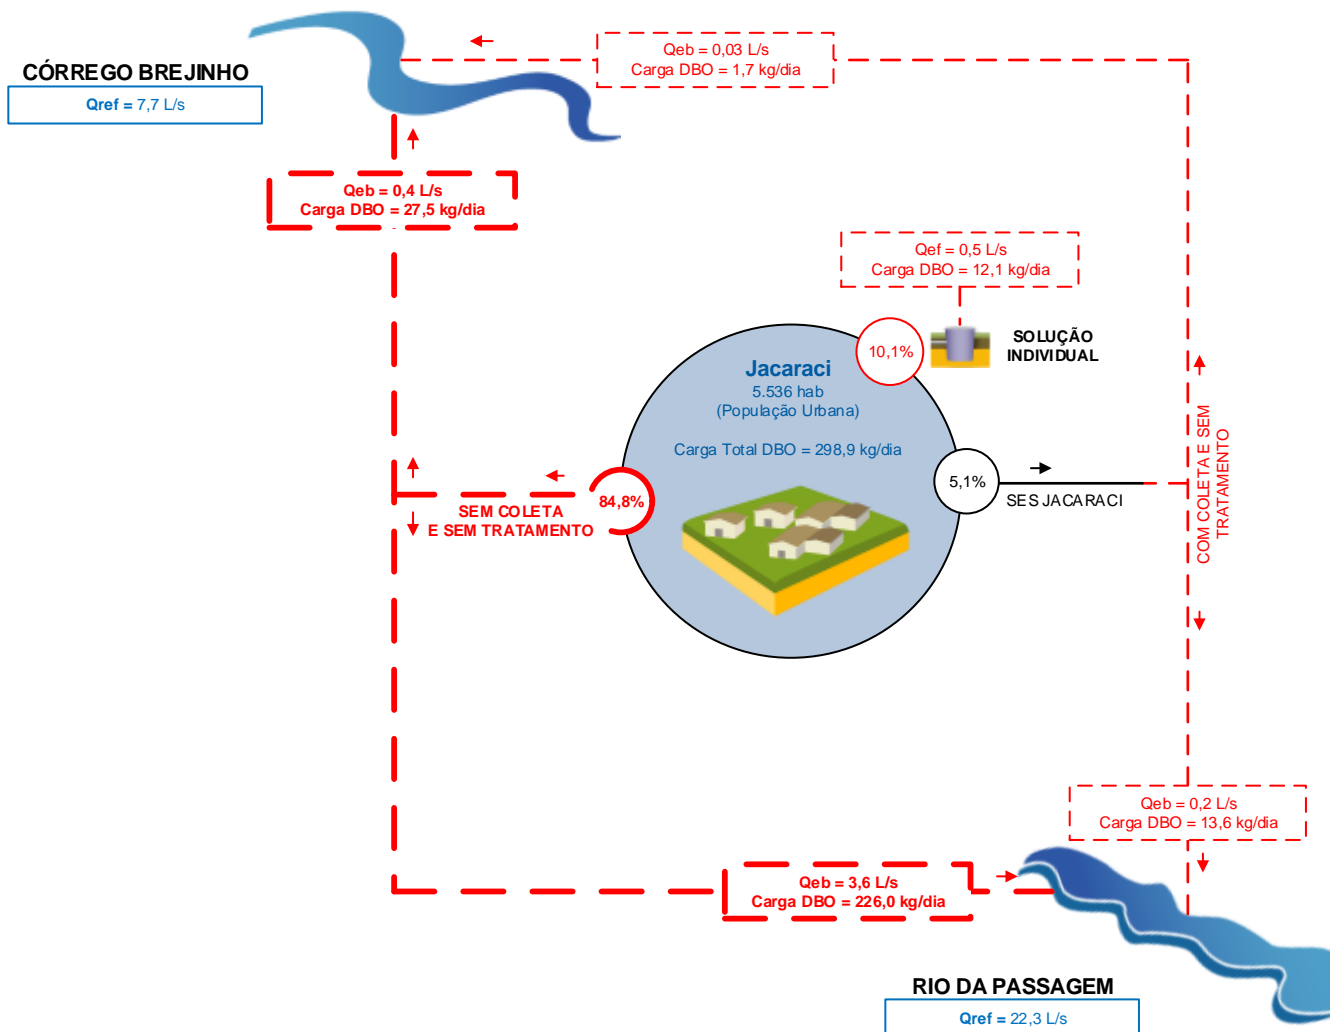 CÓRREGO BREJINHO
Qref = 7,7 L/s
Qeb = 0,03 L/s
Carga DBO = 1,7 kg/dia
Qeb = 0,4 L/s
Carga DBO = 27,5 kg/dia
Qef = 0,5 L/s
Carga DBO = 12,1 kg/dia
10,1%
SOLUÇÃO
INDIVIDUAL
Jacaraci
5.536 hab
(População Urbana)
Carga Total DBO = 298,9 kg/dia
84,8%
SEM COLETA
E SEM TRATAMENTO
5,1%
SES JACARACI
COM COLETA E SEM
TRATAMENTO
Qeb = 0,2 L/s
Carga DBO = 13,6 kg/dia
Qeb = 3,6 L/s
Carga DBO = 226,0 kg/dia
RIO DA PASSAGEM
Qref = 22,3 L/s